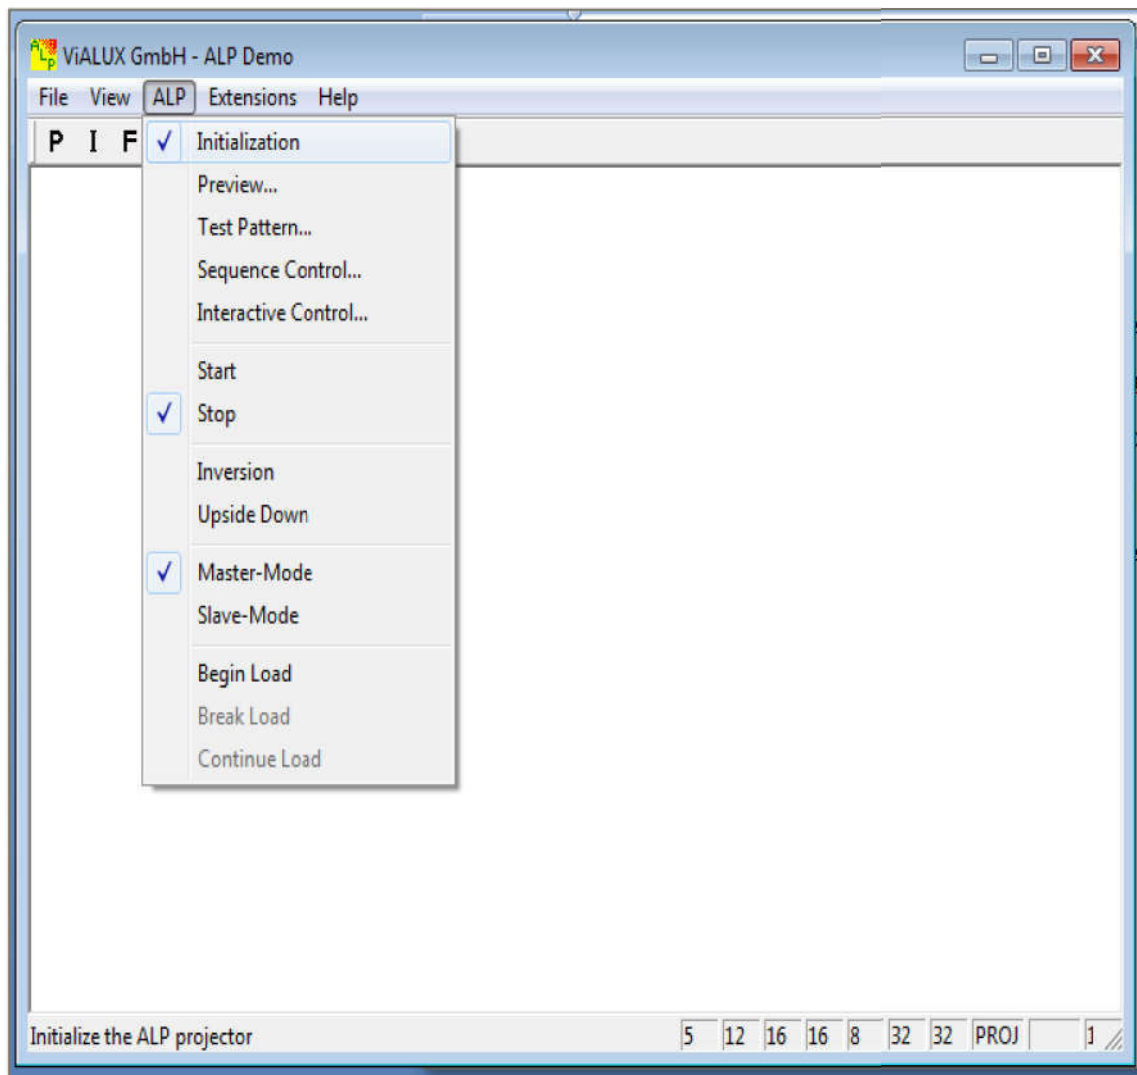 ALP ViALUX GmbH - ALP Demo
File View ALP Extensions Help
P I F
Initialization
Preview...
Test Pattern...
Sequence Control...
Interactive Control...
Start
Stop
Inversion
Upside Down
Master-Mode
Slave-Mode
Begin Load
Break Load
Continue Load
Initialize the ALP projector 5 12 16 16 8 32 32 PROJ 1